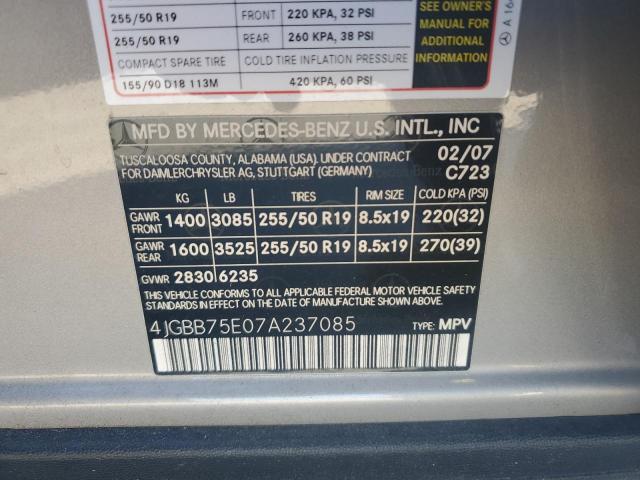 255/50 R19 FRONT 220 KPA, 32 PSI
255/50 R19 REAR 260 KPA, 38 PSI
COMPACT SPARE TIRE COLD TIRE INFLATION PRESSURE
155/90 D18 113M 420 KPA, 60 PSI
SEE OWNER'S
MANUAL FOR
ADDITIONAL
INFORMATION
MFD BY MERCEDES-BENZ U.S. INTL., INC
TUSCALOOSA COUNTY, ALABAMA (USA). UNDER CONTRACT 02/07
FOR DAIMLERCHRYSLER AG, STUTTGART (GERMANY) C723
KG LB TIRES RIM SIZE COLD KPA (PSI)
GAWR FRONT 1400 3085 255/50 R19 8.5x19 220(32)
GAWR REAR 1600 3525 255/50 R19 8.5x19 270(39)
GVWR 2830 6235
THIS VEHICLE CONFORMS TO ALL APPLICABLE FEDERAL MOTOR VEHICLE
SAFETY STANDARDS IN EFFECT ON THE DATE OF MANUFACTURE SHOWN ABOVE.
4JGBB75E07A237085 TYPE: MPV